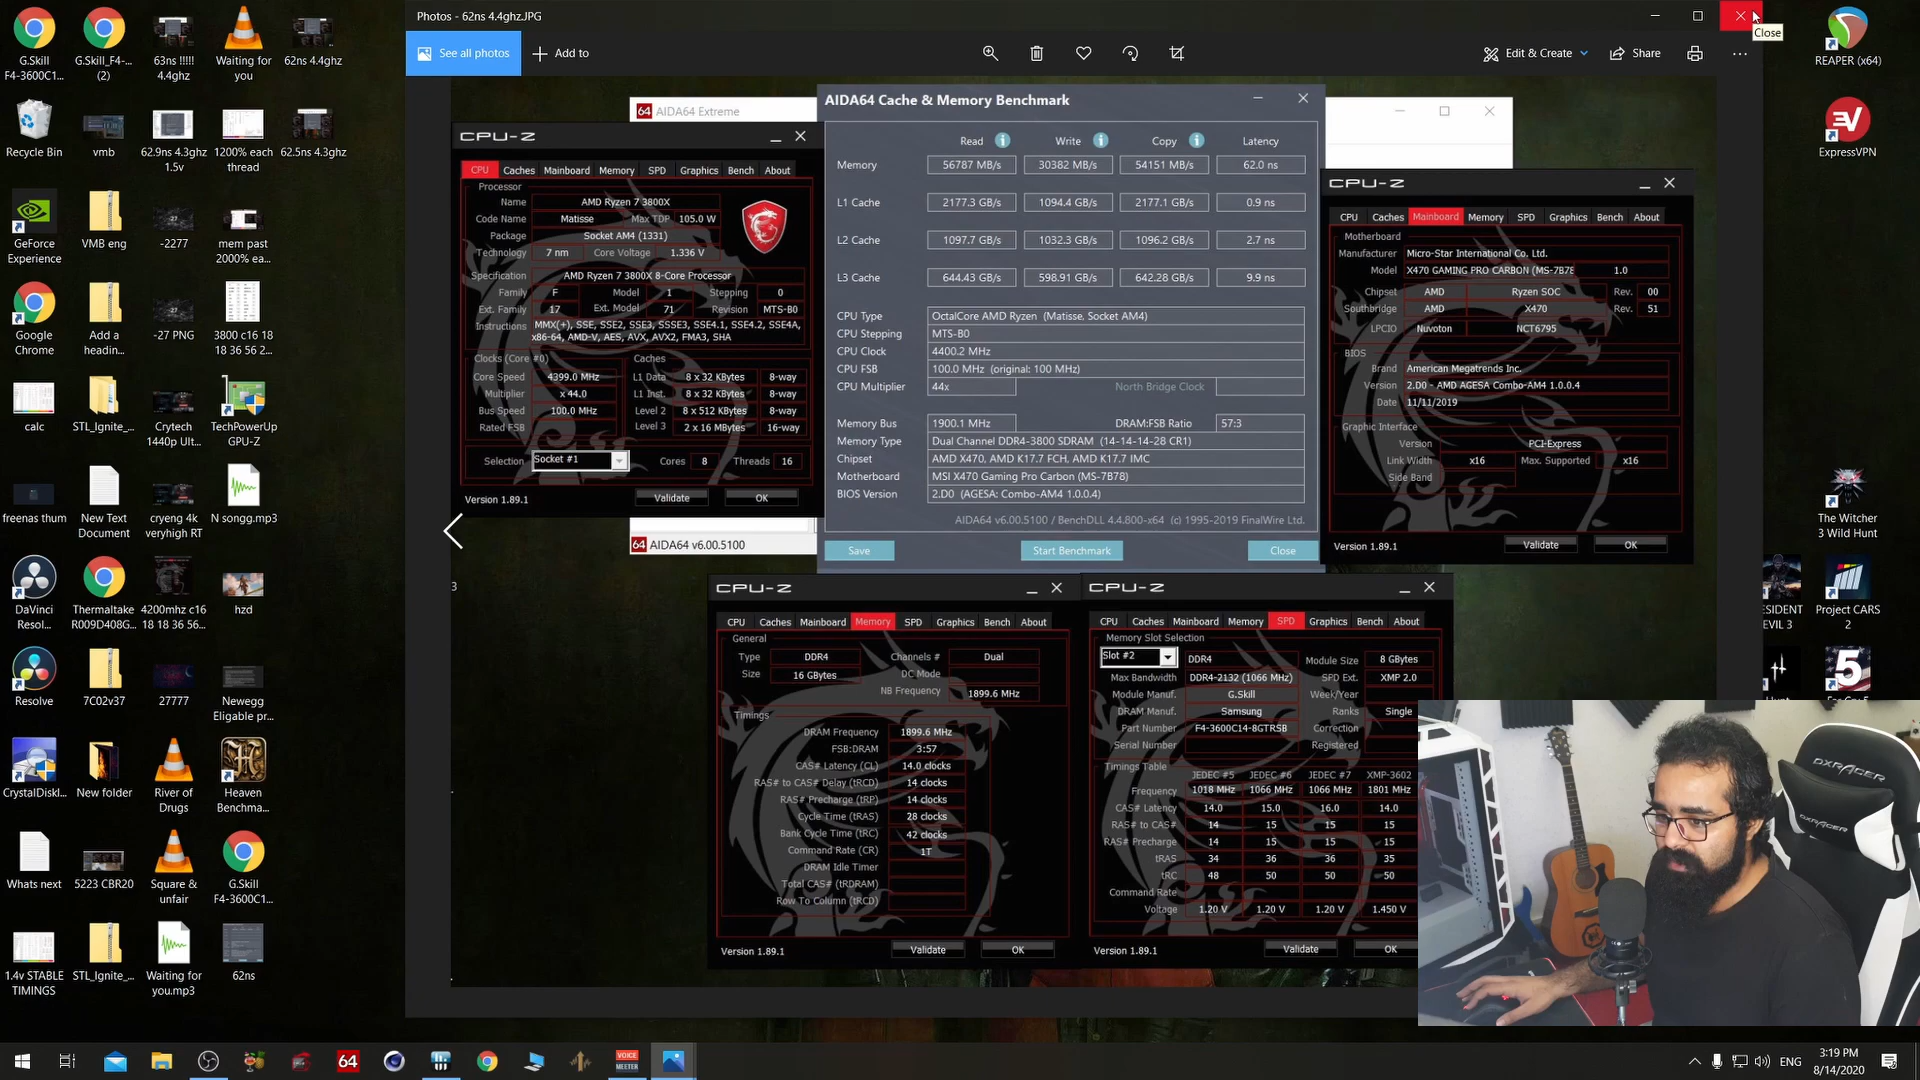 Photos - 62ns 4.4ghz.JPG
Close
See all photos
Add to
Edit & Create
Share
G.Skill F4-3600C1...
G.Skill_F4-... (2)
63ns !!!!! 4.4ghz
Waiting for you
62ns 4.4ghz
Recycle Bin
vmb
62.9ns 4.3ghz 1.5v
1200% each thread
62.5ns 4.3ghz
GeForce Experience
VMB eng
-2277
mem past 2000% ea...
Google Chrome
Add a headin...
-27 PNG
3800 c16 18 18 36 56 2...
calc
STL_Ignite_...
Crytech 1440p Ult...
TechPowerUp GPU-Z
freenas thum
New Text Document
cryeng 4k veryhigh RT
N songg.mp3
DaVinci Resol...
Thermaltake R009D408G...
4200mhz c16 18 18 36 56...
hzd
Resolve
7C02v37
27777
Newegg Eligable pr...
CrystalDiskI...
New folder
River of Drugs
Heaven Benchma...
Whats next
5223 CBR20
Square & unfair
G.Skill F4-3600C1...
1.4v STABLE TIMINGS
STL_Ignite_...
Waiting for you.mp3
62ns
REAPER (x64)
ExpressVPN
The Witcher 3 Wild Hunt
Project CARS 2
64 AIDA64 Extreme
64 AIDA64 v6.00.5100
3
CPU-Z
CPU Caches Mainboard Memory SPD Graphics Bench About
Processor
Name AMD Ryzen 7 3800X
Code Name Matisse Max TDP 105.0 W
Package Socket AM4 (1331)
Technology 7 nm Core Voltage 1.336 V
Specification AMD Ryzen 7 3800X 8-Core Processor
Family F Model 1 Stepping 0
Ext. Family 17 Ext. Model 71 Revision MTS-B0
Instructions MMX(+), SSE, SSE2, SSE3, SSSE3, SSE4.1, SSE4.2, SSE4A,
x86-64, AMD-V, AES, AVX, AVX2, FMA3, SHA
Clocks (Core #0) Caches
Core Speed 4399.0 MHz L1 Data 8 x 32 KBytes 8-way
Multiplier x 44.0 L1 Inst. 8 x 32 KBytes 8-way
Bus Speed 100.0 MHz Level 2 8 x 512 KBytes 8-way
Rated FSB Level 3 2 x 16 MBytes 16-way
Selection Socket #1 Cores 8 Threads 16
Version 1.89.1 Validate OK
AIDA64 Cache & Memory Benchmark
Read Write Copy Latency
Memory 56787 MB/s 30382 MB/s 54151 MB/s 62.0 ns
L1 Cache 2177.3 GB/s 1094.4 GB/s 2177.1 GB/s 0.9 ns
L2 Cache 1097.7 GB/s 1032.3 GB/s 1096.2 GB/s 2.7 ns
L3 Cache 644.43 GB/s 598.91 GB/s 642.28 GB/s 9.9 ns
CPU Type OctalCore AMD Ryzen (Matisse, Socket AM4)
CPU Stepping MTS-B0
CPU Clock 4400.2 MHz
CPU FSB 100.0 MHz (original: 100 MHz)
CPU Multiplier 44x North Bridge Clock
Memory Bus 1900.1 MHz DRAM:FSB Ratio 57:3
Memory Type Dual Channel DDR4-3800 SDRAM (14-14-14-28 CR1)
Chipset AMD X470, AMD K17.7 FCH, AMD K17.7 IMC
Motherboard MSI X470 Gaming Pro Carbon (MS-7B78)
BIOS Version 2.D0 (AGESA: Combo-AM4 1.0.0.4)
AIDA64 v6.00.5100 / BenchDLL 4.4.800-x64 (c) 1995-2019 FinalWire Ltd.
Save Start Benchmark Close
CPU-Z
CPU Caches Mainboard Memory SPD Graphics Bench About
Motherboard
Manufacturer Micro-Star International Co. Ltd.
Model X470 GAMING PRO CARBON (MS-7B7E 1.0
Chipset AMD Ryzen SOC Rev. 00
Southbridge AMD X470 Rev. 51
LPCIO Nuvoton NCT6795
BIOS
Brand American Megatrends Inc.
Version 2.D0 - AMD AGESA Combo-AM4 1.0.0.4
Date 11/11/2019
Graphic Interface
Version PCI-Express
Link Width x16 Max. Supported x16
Side Band
Version 1.89.1 Validate OK
CPU-Z
CPU Caches Mainboard Memory SPD Graphics Bench About
General
Type DDR4 Channels # Dual
Size 16 GBytes DC Mode
NB Frequency 1899.6 MHz
Timings
DRAM Frequency 1899.6 MHz
FSB:DRAM 3:57
CAS# Latency (CL) 14.0 clocks
RAS# to CAS# Delay (tRCD) 14 clocks
RAS# Precharge (tRP) 14 clocks
Cycle Time (tRAS) 28 clocks
Bank Cycle Time (tRC) 42 clocks
Command Rate (CR) 1T
DRAM Idle Timer
Total CAS# (tRDRAM)
Row To Column (tRCD)
Version 1.89.1 Validate OK
CPU-Z
CPU Caches Mainboard Memory SPD Graphics Bench About
Memory Slot Selection
Slot #2 DDR4 Module Size 8 GBytes
Max Bandwidth DDR4-2132 (1066 MHz) SPD Ext. XMP 2.0
Module Manuf. G.Skill Week/Year
DRAM Manuf. Samsung Ranks Single
Part Number F4-3600C14-8GTRSB Correction
Serial Number Registered
Timings Table JEDEC #5 JEDEC #6 JEDEC #7 XMP-3602
Frequency 1018 MHz 1066 MHz 1066 MHz 1801 MHz
CAS# Latency 14.0 15.0 16.0 14.0
RAS# to CAS# 14 15 15 15
RAS# Precharge 14 15 15 15
tRAS 34 36 36 35
tRC 48 50 50 50
Command Rate
Voltage 1.20 V 1.20 V 1.20 V 1.450 V
Version 1.89.1 Validate OK
DXRACER
64
VOICE MEETER
ENG
3:19 PM
8/14/2020